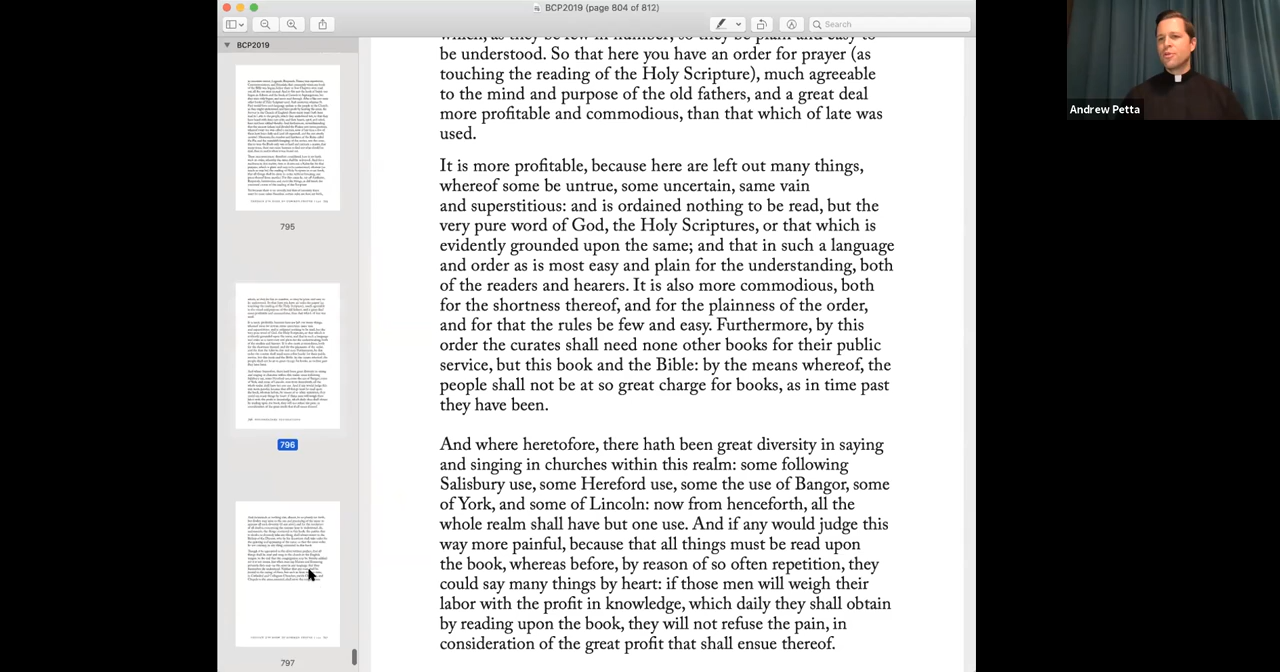 BCP2019 (page 804 of 812)
Search
BCP2019
795
796
797
Andrew Petta
which as they be few in number, so they be plain and easy to
be understood. So that here you have an order for prayer (as
touching the reading of the Holy Scripture), much agreeable
to the mind and purpose of the old fathers, and a great deal
more profitable and commodious, than that which of late was
used.
It is more profitable, because here are left out many things,
whereof some be untrue, some uncertain, same vain
and superstitious: and is ordained nothing to be read, but the
very pure word of God, the Holy Scriptures, or that which is
evidently grounded upon the same; and that in such a language
and order as is most easy and plain for the understanding, both
of the readers and hearers. It is also more commodious, both
for the shortness thereof, and for the plainness of the order,
and for that the rules be few and easy. Furthermore, by this
order the curates shall need none other books for their public
service, but this book and the Bible: by the means whereof, the
people shall not be at so great charge for books, as in time past
they have been.
And where heretofore, there hath been great diversity in saying
and singing in churches within this realm: some following
Salisbury use, some Hereford use, some the use of Bangor, some
of York, and some of Lincoln: now from henceforth, all the
whole realm shall have but one use. And if any would judge this
way more painful, because that all things must be read upon
the book, whereas before, by reason of so often repetition, they
could say many things by heart: if those men will weigh their
labor with the profit in knowledge, which daily they shall obtain
by reading upon the book, they will not refuse the pain, in
consideration of the great profit that shall ensue thereof.